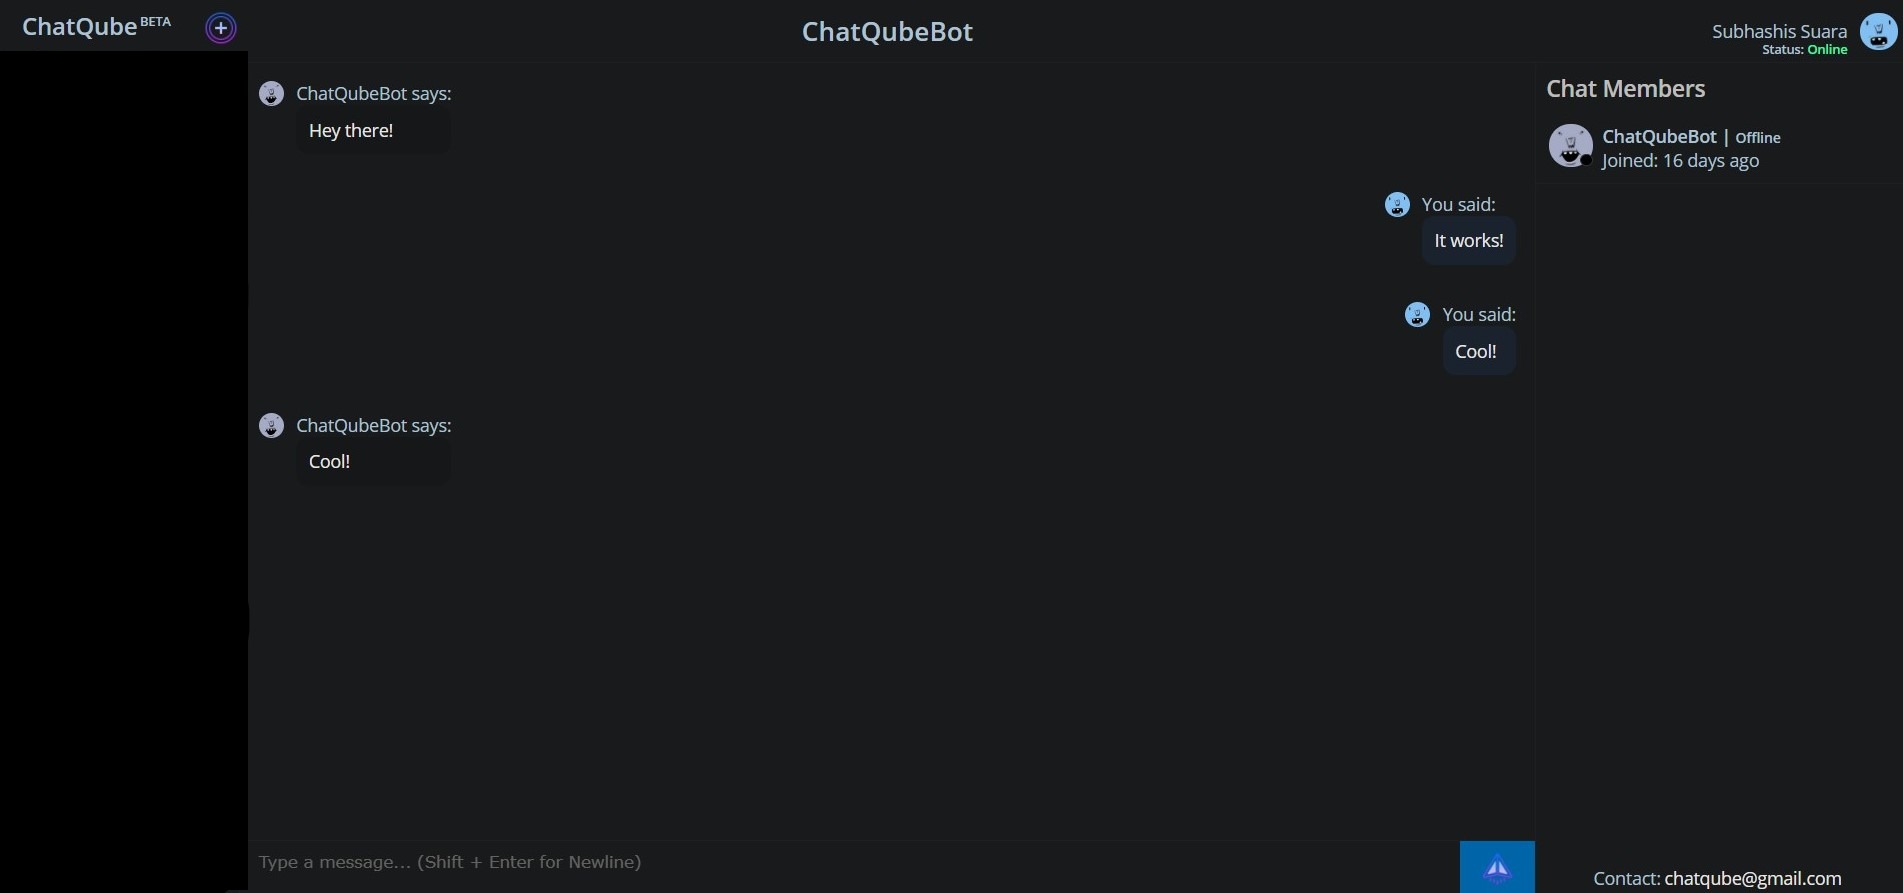 ChatQube BETA
+
ChatQubeBot
Subhashis Suara
Status: Online
ChatQubeBot says:
Hey there!
You said:
It works!
You said:
Cool!
ChatQubeBot says:
Cool!
Type a message... (Shift + Enter for Newline)
Chat Members
ChatQubeBot | Offline
Joined: 16 days ago
Contact: chatqube@gmail.com